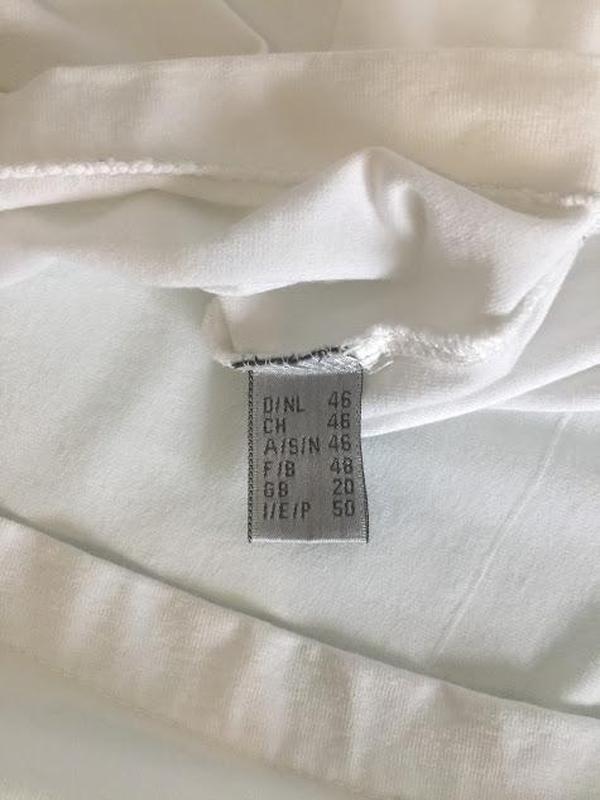 D/NL 46
CH 46
A/S/N 46
F/B 48
GB 20
I/E/P 50